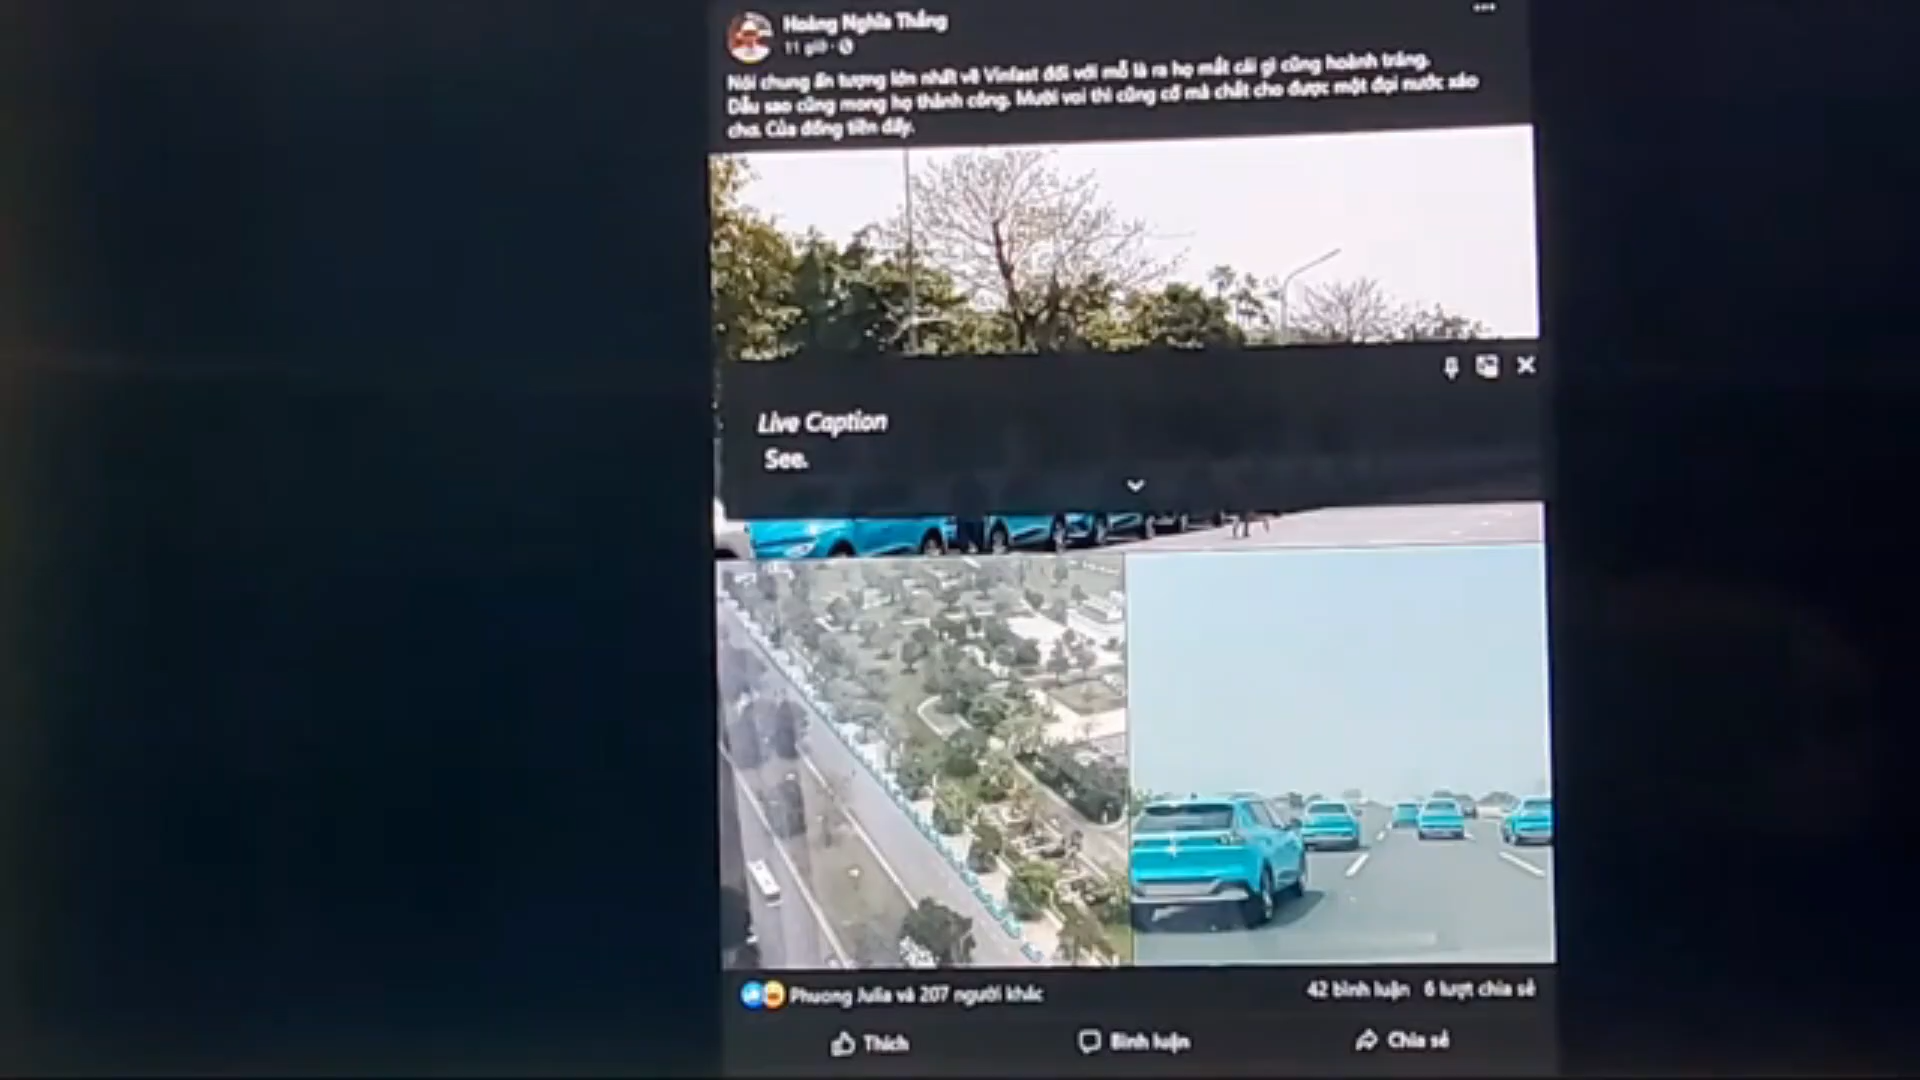 Hoàng Nghĩa Thắng
11 giờ
Nói chung ấn tượng lớn nhất về Vinfast đối với mỗ là ra họ mắt cái gì cũng hoành tráng.
Dẫu sao cũng mong họ thành công. Mười voi thì cũng cố mà chắt cho được một đọi nước xáo
chơ. Của đống tiền đấy.
Live Caption
See.
Phuong Julia và 207 người khác
42 bình luận 6 lượt chia sẻ
Thích
Bình luận
Chia sẻ